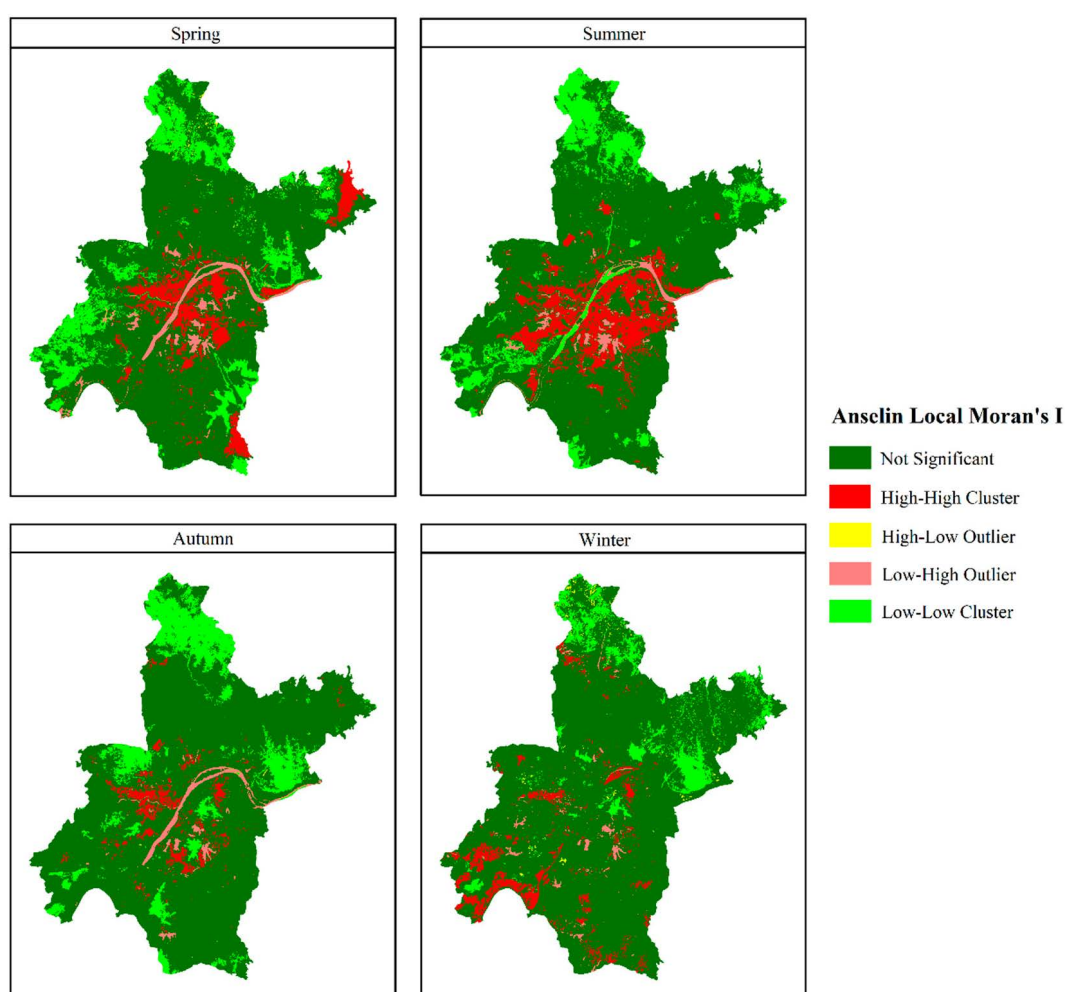 Spring
Summer
Autumn
Winter
Anselin Local Moran's I
Not Significant
High-High Cluster
High-Low Outlier
Low-High Outlier
Low-Low Cluster